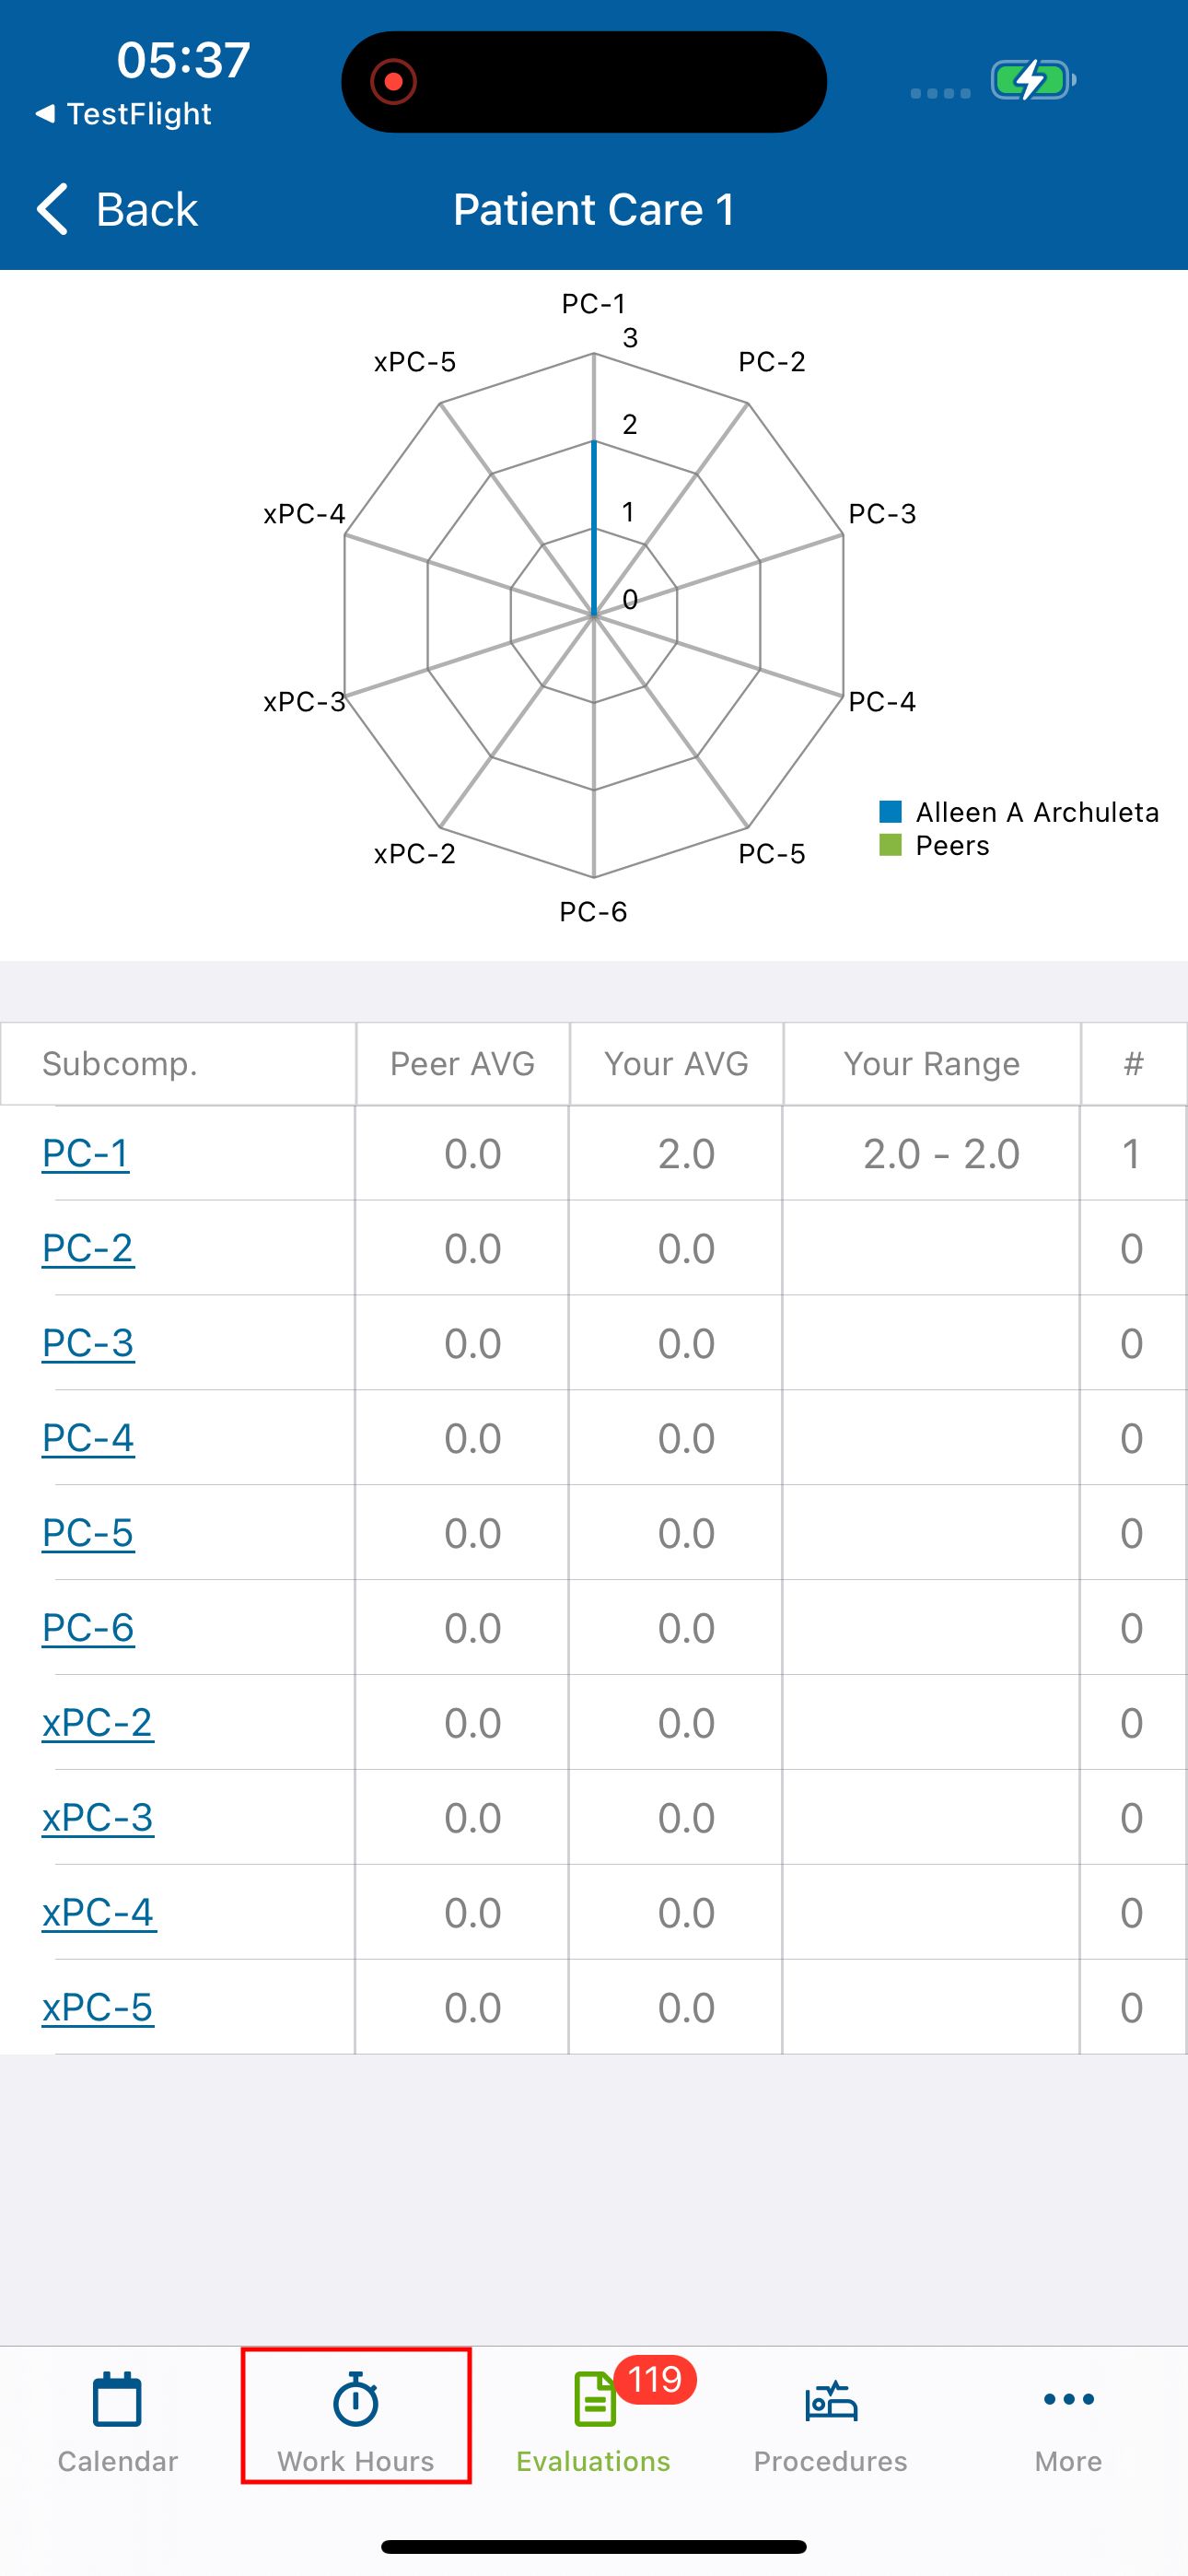 05:37
◀ TestFlight
Back
Patient Care 1
PC-1
3
xPC-5
PC-2
2
xPC-4
1
PC-3
0
xPC-3
PC-4
Alleen A Archuleta
Peers
xPC-2
PC-5
PC-6
Subcomp. Peer AVG Your AVG Your Range #
PC-1 0.0 2.0 2.0 - 2.0 1
PC-2 0.0 0.0 0
PC-3 0.0 0.0 0
PC-4 0.0 0.0 0
PC-5 0.0 0.0 0
PC-6 0.0 0.0 0
xPC-2 0.0 0.0 0
xPC-3 0.0 0.0 0
xPC-4 0.0 0.0 0
xPC-5 0.0 0.0 0
119
Calendar Work Hours Evaluations Procedures More